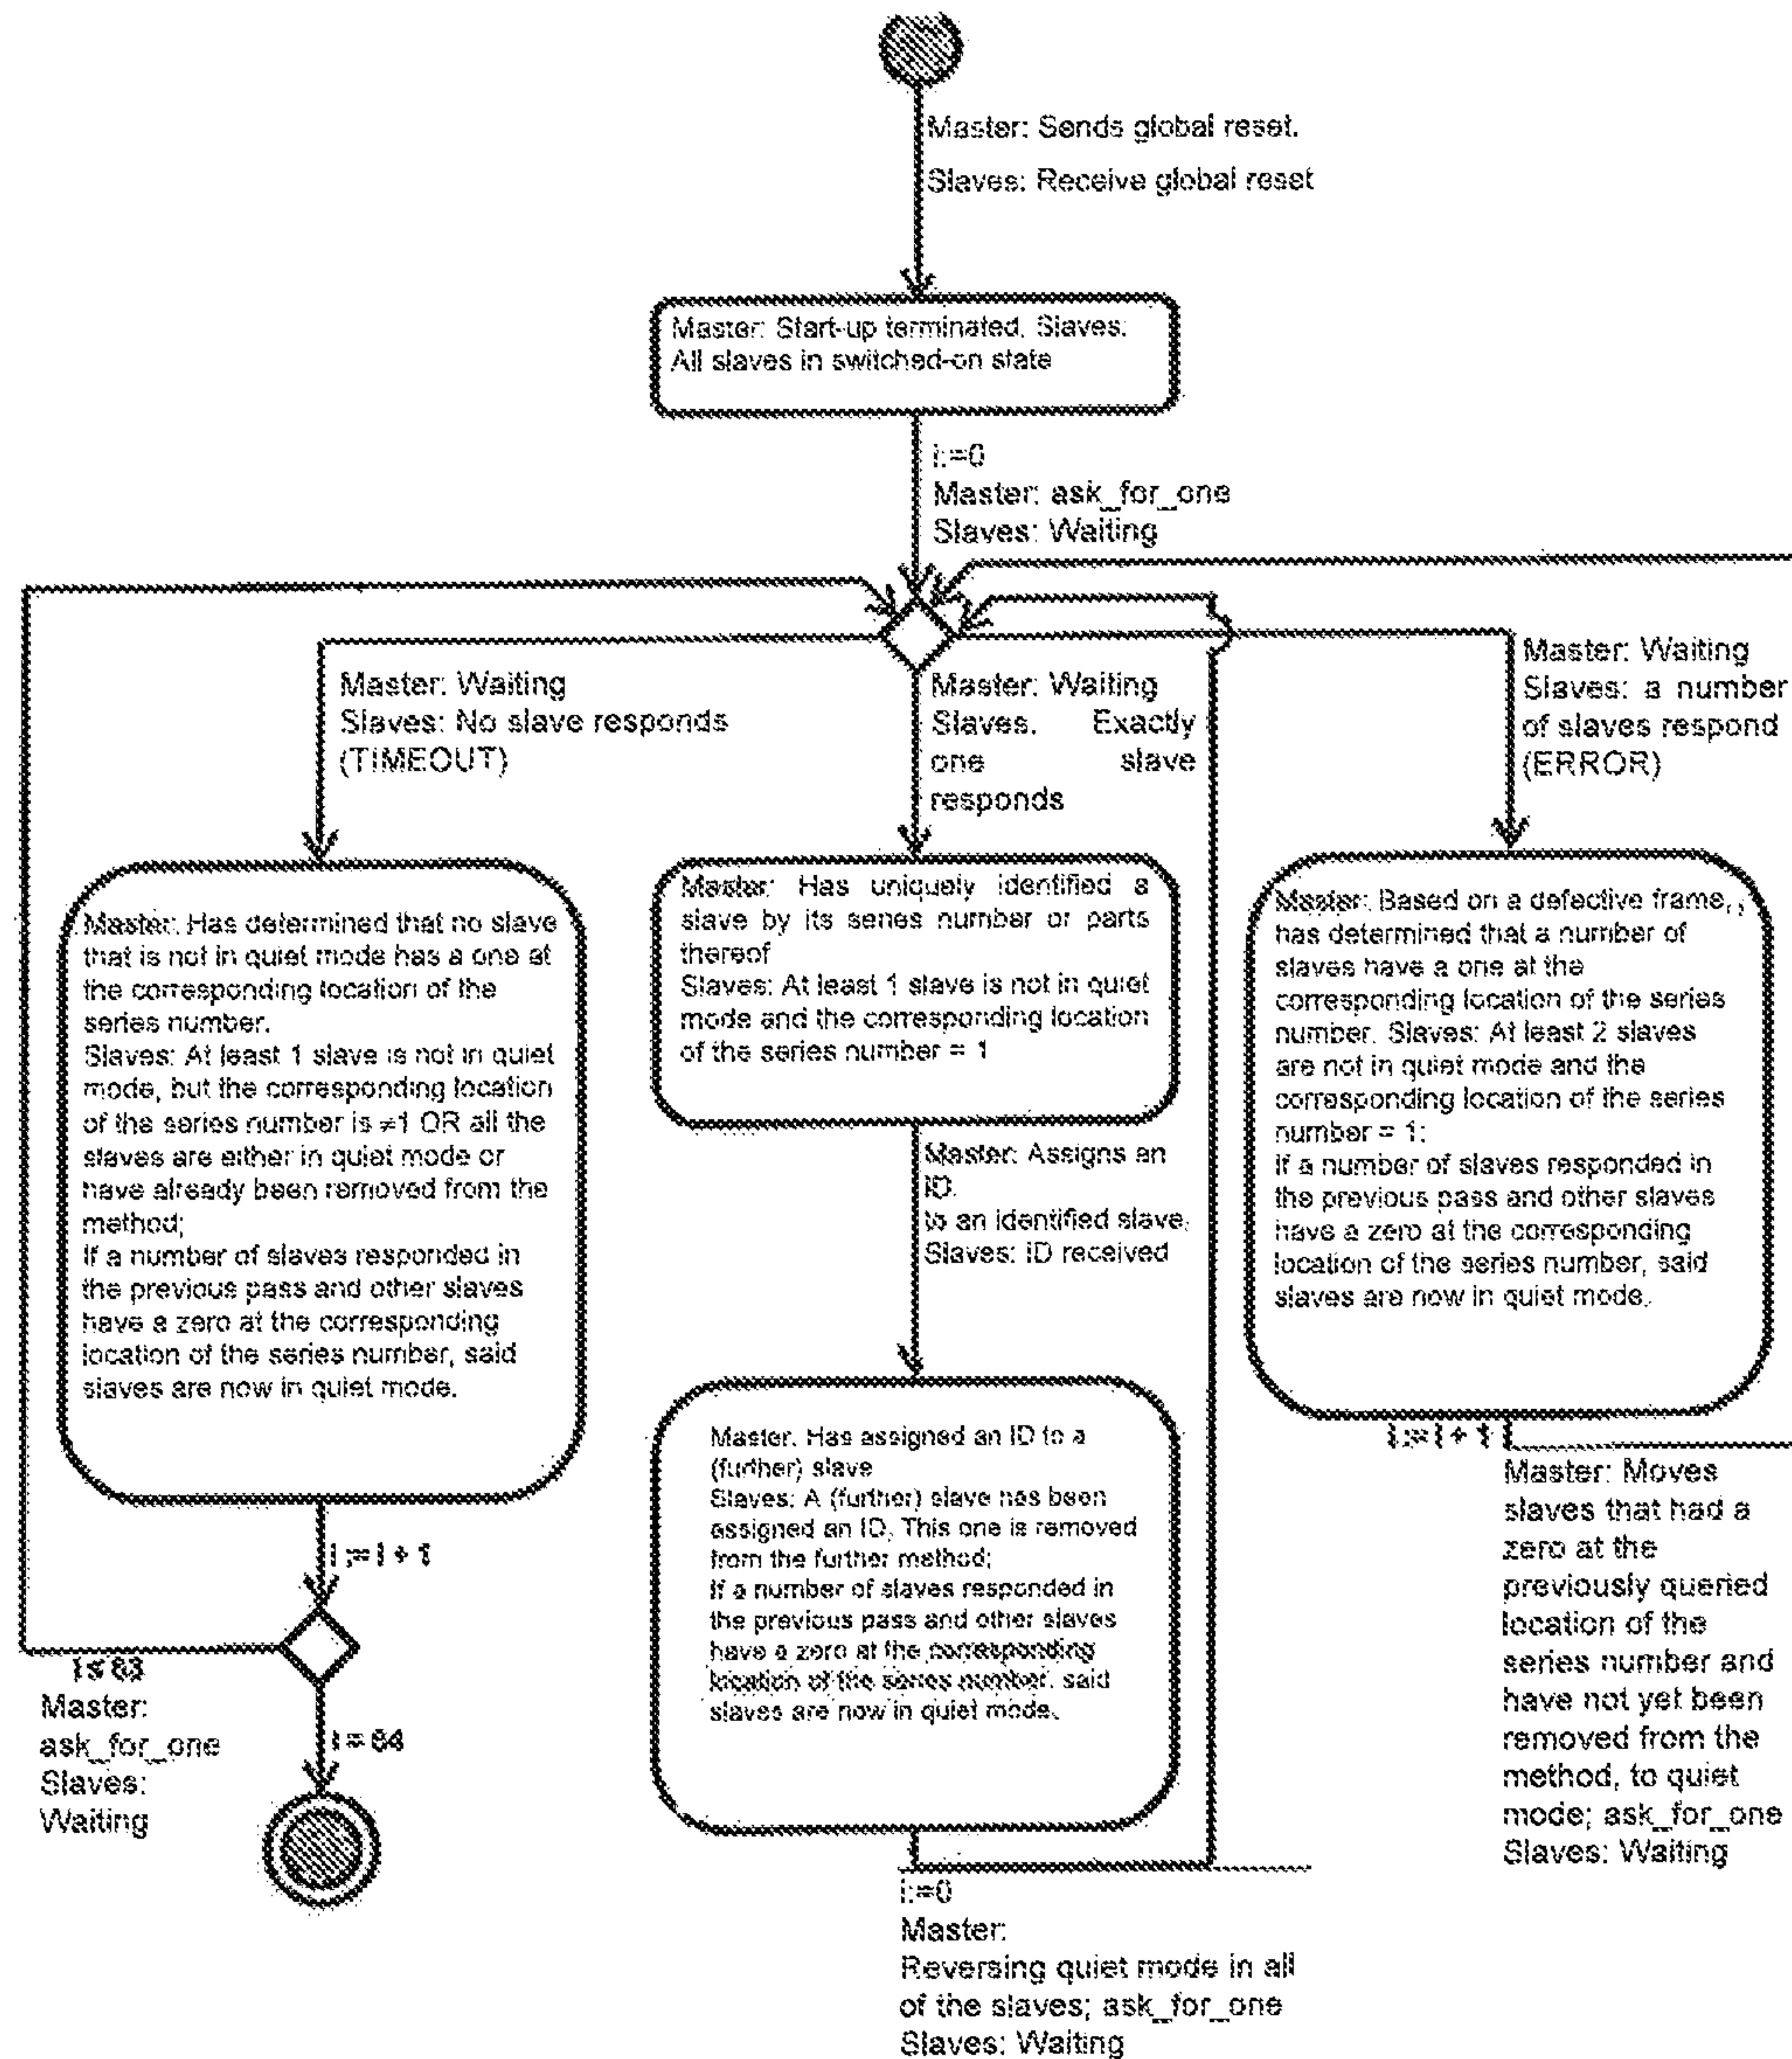 Master: Sends global reset.
Slaves: Receive global reset
Master: Start-up terminated. Slaves:
All slaves in switched-on state
i:=0
Master: ask_for_one
Slaves: Waiting
Master: Waiting
Slaves: No slave responds
(TIMEOUT)
Master: Waiting
Slaves. Exactly
one slave
responds
Master: Waiting
Slaves: a number
of slaves respond
(ERROR)
Master: Has determined that no slave
that is not in quiet mode has a one at
the corresponding location of the
series number.
Slaves: At least 1 slave is not in quiet
mode, but the corresponding location
of the series number is ≠1 OR all the
slaves are either in quiet mode or
have already been removed from the
method;
If a number of slaves responded in
the previous pass and other slaves
have a zero at the corresponding
location of the series number, said
slaves are now in quiet mode.
Master: Has uniquely identified a
slave by its series number or parts
thereof
Slaves: At least 1 slave is not in quiet
mode and the corresponding location
of the series number = 1
Master: Based on a defective frame,
has determined that a number of
slaves have a one at the
corresponding location of the series
number. Slaves: At least 2 slaves
are not in quiet mode and the
corresponding location of the series
number = 1;
If a number of slaves responded in
the previous pass and other slaves
have a zero at the corresponding
location of the series number, said
slaves are now in quiet mode.
Master: Assigns an
ID.
to an identified slave.
Slaves: ID received
Master. Has assigned an ID to a
(further) slave
Slaves: A (further) slave has been
assigned an ID. This one is removed
from the further method;
If a number of slaves responded in
the previous pass and other slaves
have a zero at the corresponding
location of the series number, said
slaves are now in quiet mode.
i:=i+1
Master: Moves
slaves that had a
zero at the
previously queried
location of the
series number and
have not yet been
removed from the
method, to quiet
mode; ask_for_one
Slaves: Waiting
i:=i+1
i≤63
Master:
ask_for_one
Slaves:
Waiting
i=64
i:=0
Master:
Reversing quiet mode in all
of the slaves; ask_for_one
Slaves: Waiting